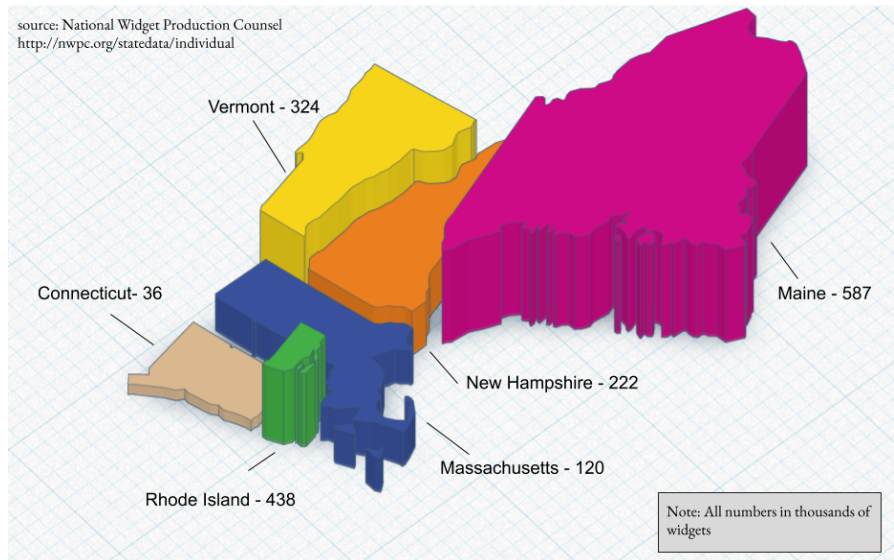 source: National Widget Production Counsel
http://nwpc.org/statedata/individual
Vermont - 324
Connecticut- 36
Maine - 587
New Hampshire - 222
Massachusetts - 120
Rhode Island - 438
Note: All numbers in thousands of
widgets